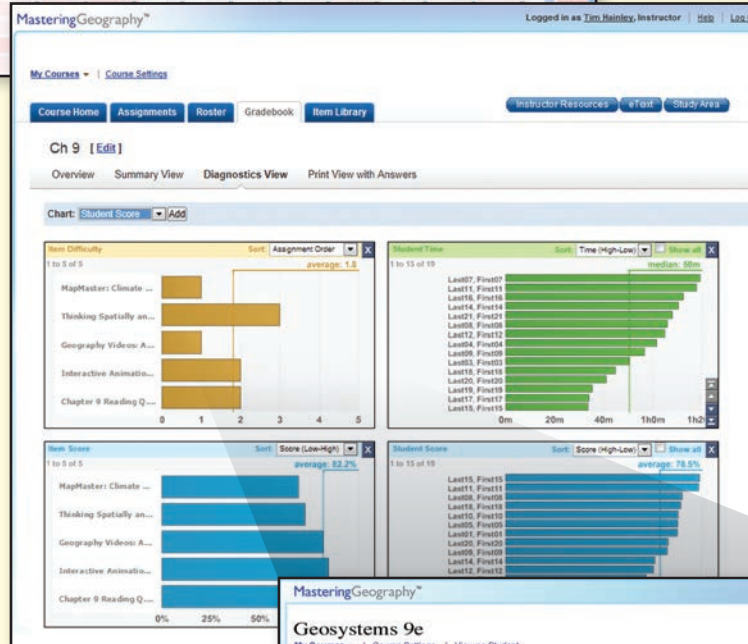 MasteringGeography™
Logged in as Tim Hainley, Instructor | Help |
My Courses | Course Settings
Course Home Assignments Roster Gradebook Item Library
Instructor Resources eText Study Area
Ch 9 [Edit]
Overview Summary View Diagnostics View Print View with Answers
Chart: Student Score Add
Item Difficulty Sort: Assignment Order X
1 to 5 of 5 average: 1.8
MapMaster: Climate ...
Thinking Spatially an...
Geography Videos: A...
Interactive Animatio...
Chapter 9 Reading Q...
0 1 2 3 4 5
Student Time Sort: Time (High-Low) Show all X
1 to 15 of 19 median: 50m
Last07, First07
Last11, First11
Last16, First16
Last14, First14
Last21, First21
Last08, First08
Last12, First12
Last04, First04
Last09, First09
Last03, First03
Last18, First18
Last20, First20
Last19, First19
Last17, First17
Last15, First15
0m 20m 40m 1h0m
Item Score Sort: Score (Low-High) X
1 to 5 of 5 average: 82.2%
MapMaster: Climate ...
Thinking Spatially an...
Geography Videos: A...
Interactive Animatio...
Chapter 9 Reading Q...
0% 25% 50%
Student Score Sort: Score (High-Low) Show all X
1 to 15 of 19 average: 78.5%
Last15, First15
Last11, First11
Last08, First08
Last18, First18
Last10, First10
Last05, First05
Last01, First01
Last20, First20
Last09, First09
Last14, First14
Last12, First12
MasteringGeography™
Geosystems 9e